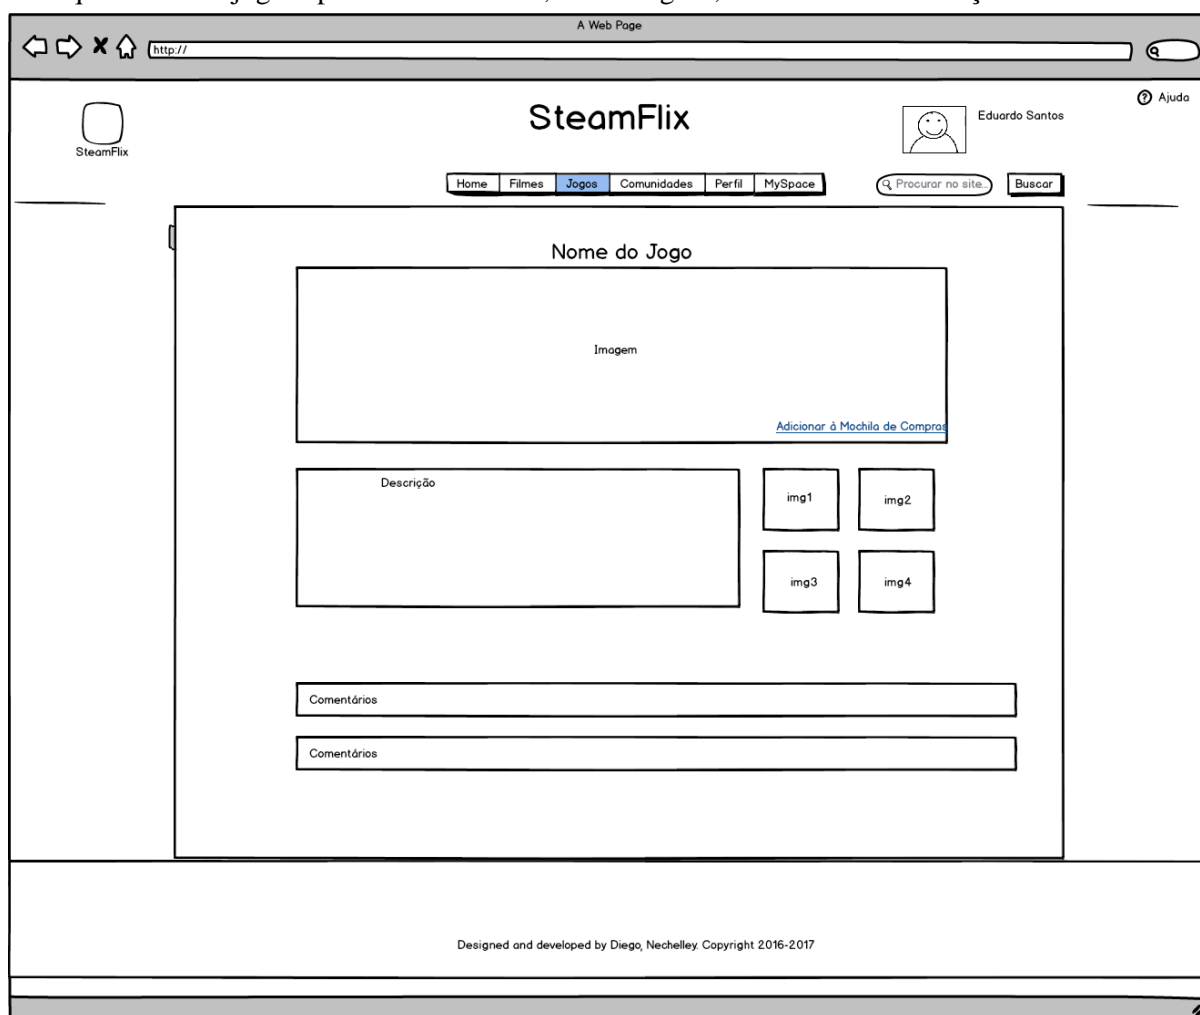 A Web Page
http://
Ajuda
SteamFlix
Eduardo Santos
SteamFlix
Home Filmes Jogos Comunidades Perfil MySpace
Procurar no site...
Buscar
Nome do Jogo
Imagem
Adicionar à Mochila de Compras
Descrição
img1 img2
img3 img4
Comentários
Comentários
Designed and developed by Diego, Nechelley. Copyright 2016-2017